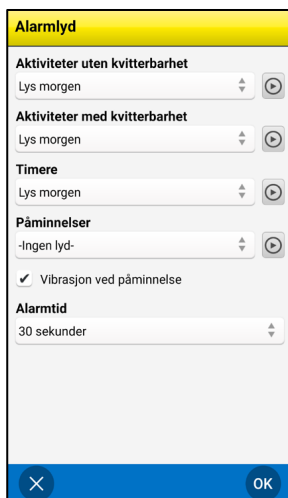 Alarmlyd
Aktiviteter uten kvitterbarhet
Lys morgen
Aktiviteter med kvitterbarhet
Lys morgen
Timere
Lys morgen
Påminnelser
-Ingen lyd-
Vibrasjon ved påminnelse
Alarmtid
30 sekunder
OK